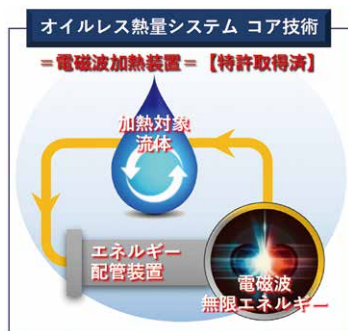 オイルレス熱量システム コア技術
＝電磁波加熱装置＝【特許取得済】
加熱対象
流体
エネルギー
配管装置
電磁波
無限エネルギー